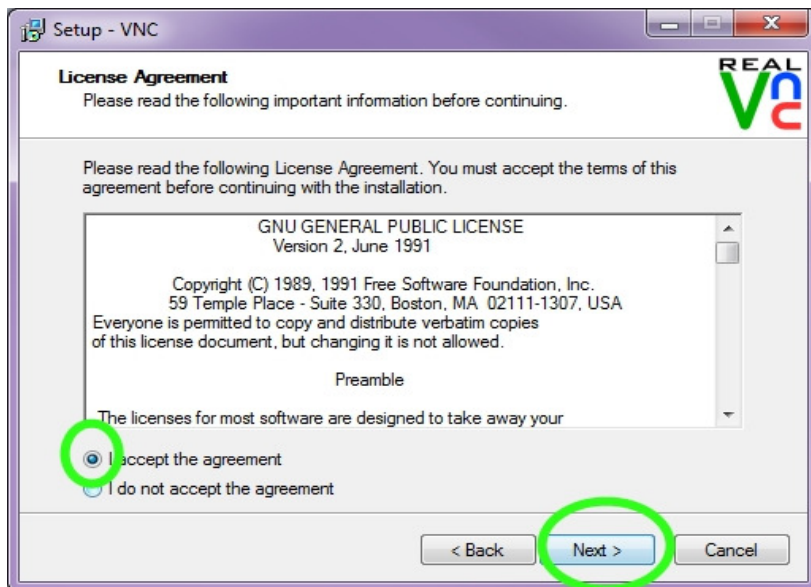 Setup - VNC
License Agreement
Please read the following important information before continuing.
REAL
VNC
Please read the following License Agreement. You must accept the terms of this
agreement before continuing with the installation.
GNU GENERAL PUBLIC LICENSE
Version 2, June 1991
Copyright (C) 1989, 1991 Free Software Foundation, Inc.
59 Temple Place - Suite 330, Boston, MA 02111-1307, USA
Everyone is permitted to copy and distribute verbatim copies
of this license document, but changing it is not allowed.
Preamble
The licenses for most software are designed to take away your
I accept the agreement
I do not accept the agreement
< Back
Next >
Cancel